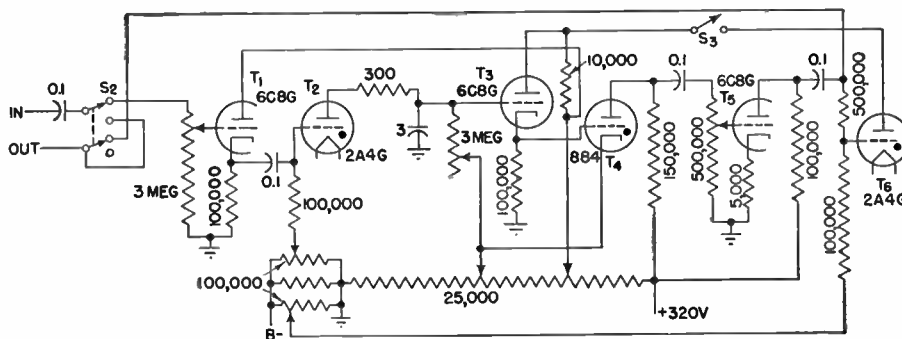 0.1
S2
IN
OUT
3 MEG
T1
6C8G
100,000
0.1
T2
2A4G
300
3
100,000
3 MEG
T3
6C8G
100,000
10,000
884
T4
S3
0.1
150,000
500,000
T5
6C8G
5,000
100,000
0.1
500,000
100,000
T6
2A4G
100,000
25,000
+320V
B-